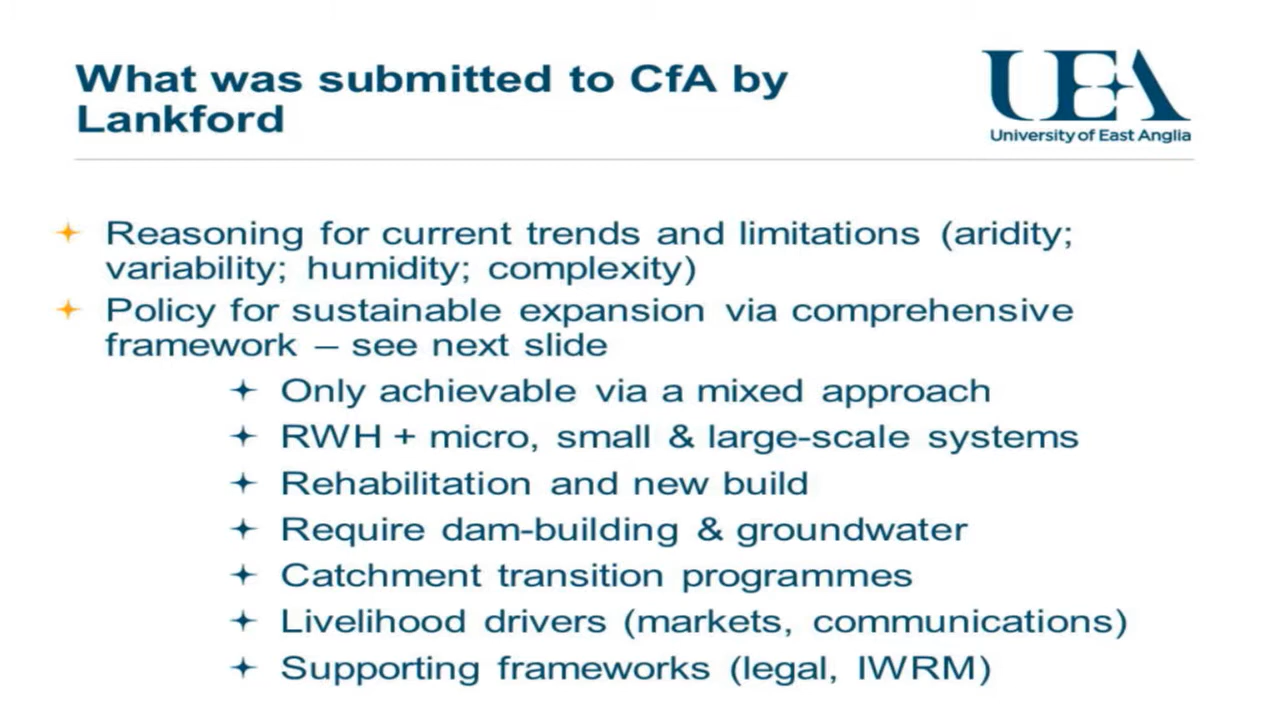 What was submitted to CfA by
Lankford
UEA
University of East Anglia
Reasoning for current trends and limitations (aridity;
variability; humidity; complexity)
Policy for sustainable expansion via comprehensive
framework – see next slide
Only achievable via a mixed approach
RWH + micro, small & large-scale systems
Rehabilitation and new build
Require dam-building & groundwater
Catchment transition programmes
Livelihood drivers (markets, communications)
Supporting frameworks (legal, IWRM)